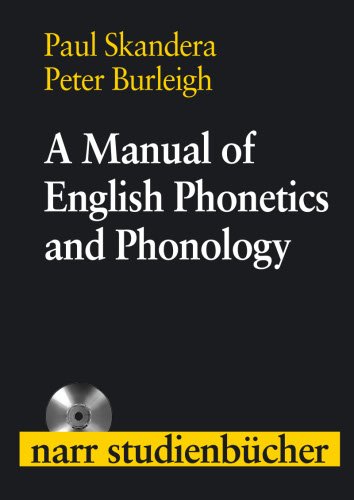 Paul Skandera
Peter Burleigh
A Manual of
English Phonetics
and Phonology
narr studienbücher